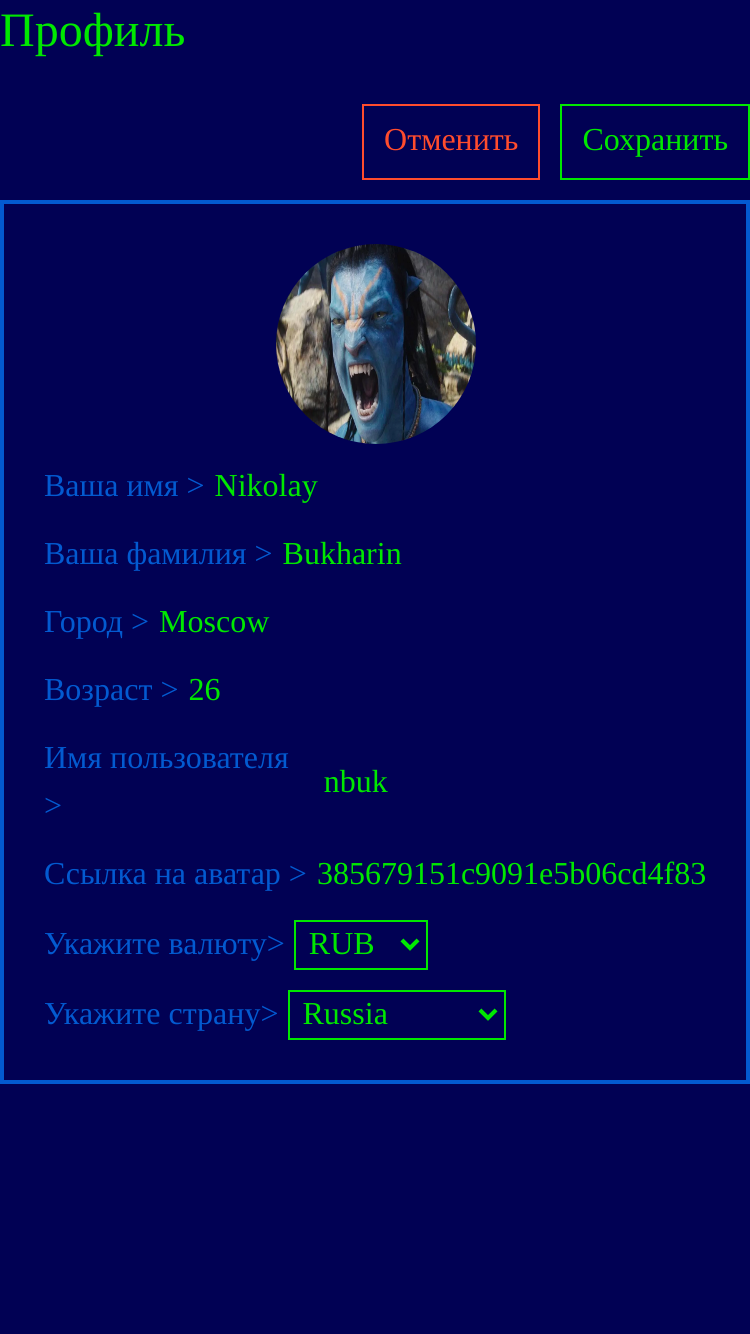 Профиль
Отменить Сохранить
Ваша имя > Nikolay
Ваша фамилия > Bukharin
Город > Moscow
Возраст > 26
Имя пользователя
> nbuk
Ссылка на аватар > 385679151c9091e5b06cd4f83
Укажите валюту> RUB
Укажите страну> Russia